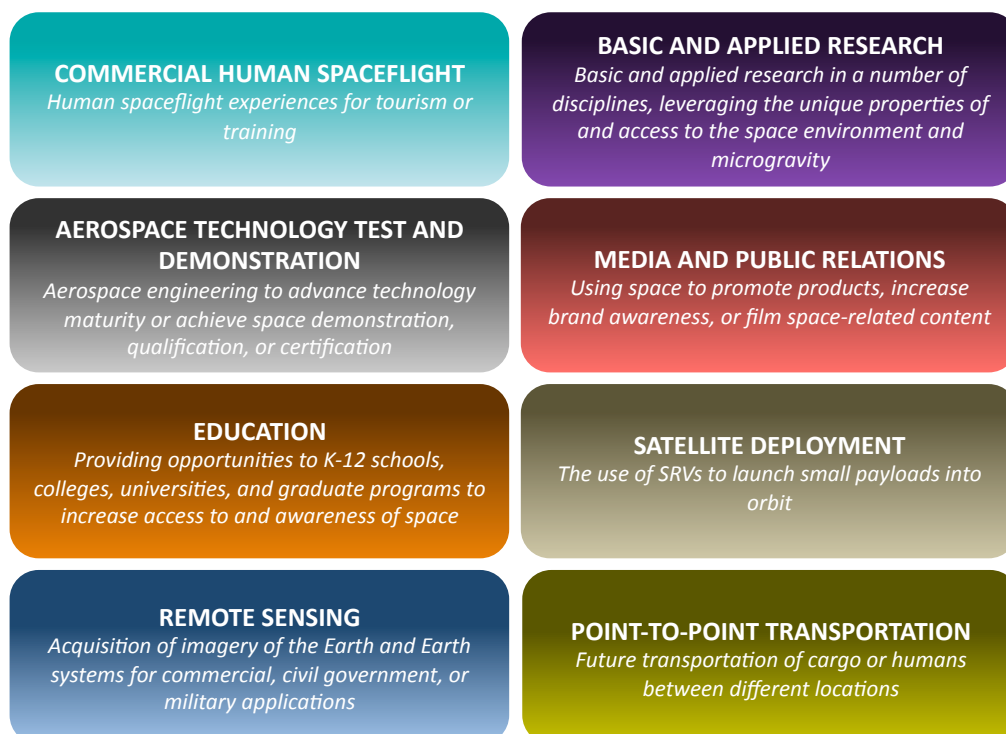 COMMERCIAL HUMAN SPACEFLIGHT
Human spaceflight experiences for tourism or
training
BASIC AND APPLIED RESEARCH
Basic and applied research in a number of
disciplines, leveraging the unique properties of
and access to the space environment and
microgravity
AEROSPACE TECHNOLOGY TEST AND
DEMONSTRATION
Aerospace engineering to advance technology
maturity or achieve space demonstration,
qualification, or certification
MEDIA AND PUBLIC RELATIONS
Using space to promote products, increase
brand awareness, or film space-related content
EDUCATION
Providing opportunities to K-12 schools,
colleges, universities, and graduate programs to
increase access to and awareness of space
SATELLITE DEPLOYMENT
The use of SRVs to launch small payloads into
orbit
REMOTE SENSING
Acquisition of imagery of the Earth and Earth
systems for commercial, civil government, or
military applications
POINT-TO-POINT TRANSPORTATION
Future transportation of cargo or humans
between different locations